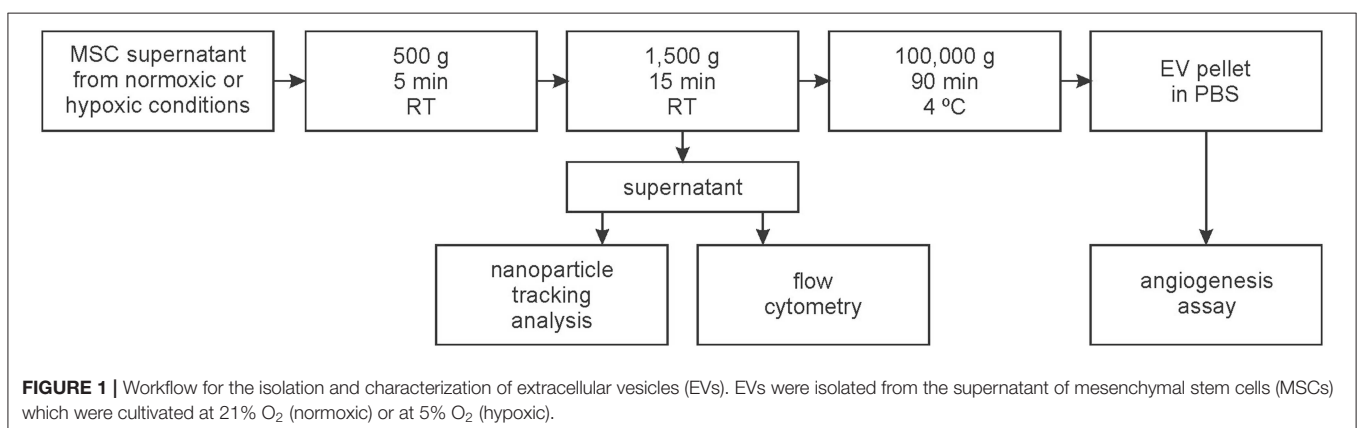 MSC supernatant
from normoxic or
hypoxic conditions
500 g
5 min
RT
1,500 g
15 min
RT
100,000 g
90 min
4 ºC
EV pellet
in PBS
supernatant
nanoparticle
tracking
analysis
flow
cytometry
angiogenesis
assay
FIGURE 1 | Workflow for the isolation and characterization of extracellular vesicles (EVs). EVs were isolated from the supernatant of mesenchymal stem cells (MSCs)
which were cultivated at 21% O₂ (normoxic) or at 5% O₂ (hypoxic).